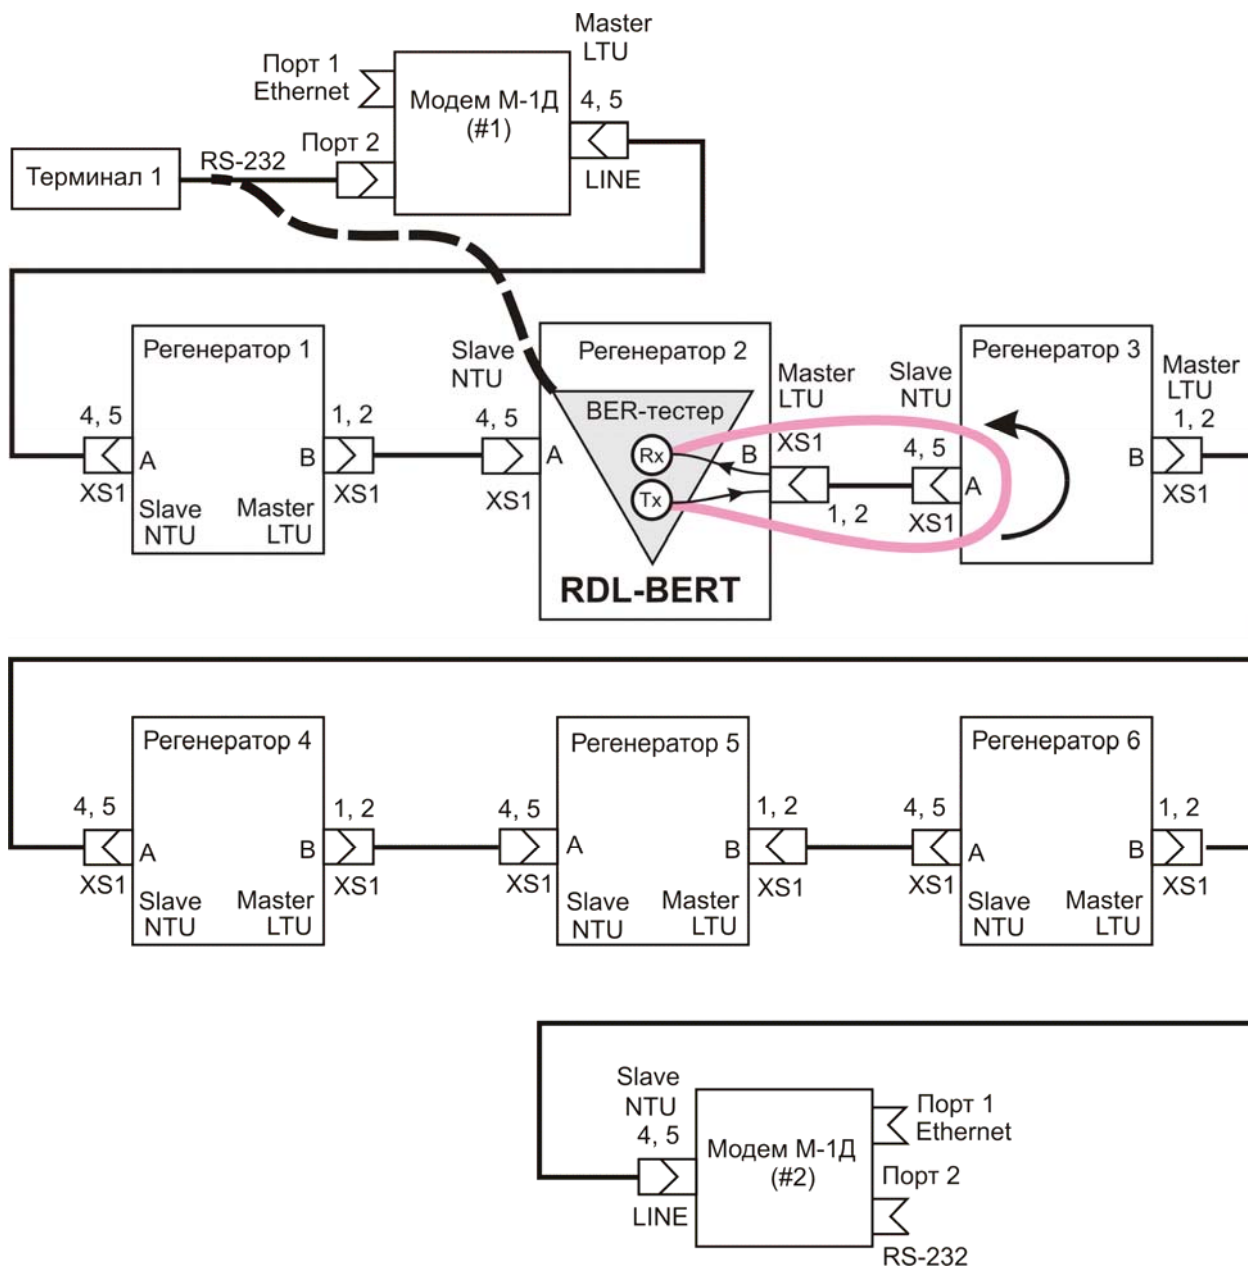 Master
LTU
Порт 1
Ethernet
Модем М-1Д
(#1)
4, 5
Порт 2
RS-232
Терминал 1
LINE
Регенератор 1
4, 5
1, 2
A
B
XS1
XS1
Slave
NTU
Master
LTU
Slave
NTU
Регенератор 2
4, 5
A
XS1
BER-тестер
Rx
Tx
B
RDL-BERT
Master
LTU
XS1
1, 2
Slave
NTU
4, 5
XS1
Регенератор 3
A
B
Master
LTU
1, 2
XS1
Регенератор 4
4, 5
1, 2
A
B
XS1
XS1
Slave
NTU
Master
LTU
Регенератор 5
4, 5
1, 2
A
B
XS1
XS1
Slave
NTU
Master
LTU
Регенератор 6
4, 5
1, 2
A
B
XS1
XS1
Slave
NTU
Master
LTU
Slave
NTU
4, 5
LINE
Модем М-1Д
(#2)
Порт 1
Ethernet
Порт 2
RS-232